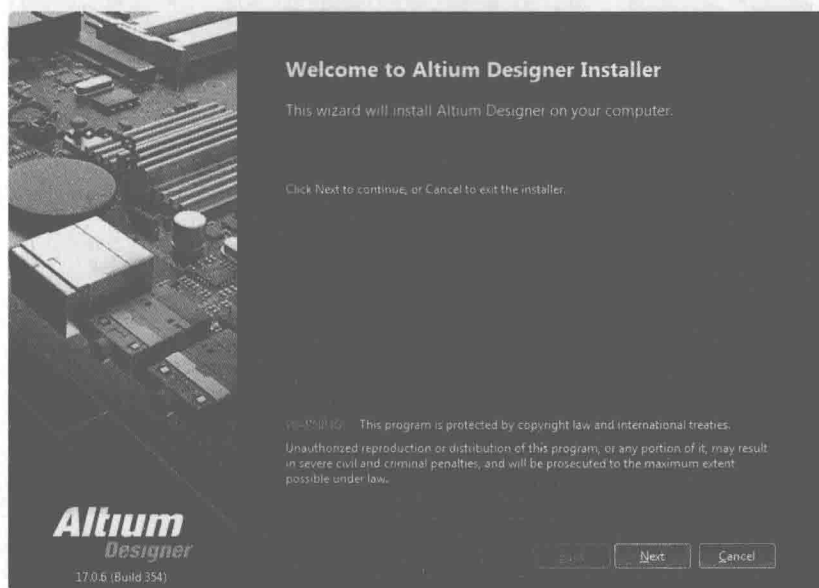 Welcome to Altium Designer Installer
This wizard will install Altium Designer on your computer.
Click Next to continue, or Cancel to exit the installer.
WARNING: This program is protected by copyright law and international treaties.
Unauthorized reproduction or distribution of this program, or any portion of it, may result
in severe civil and criminal penalties, and will be prosecuted to the maximum extent
possible under law.
Altium
Designer
17.0.6 (Build 354)
Next
Cancel